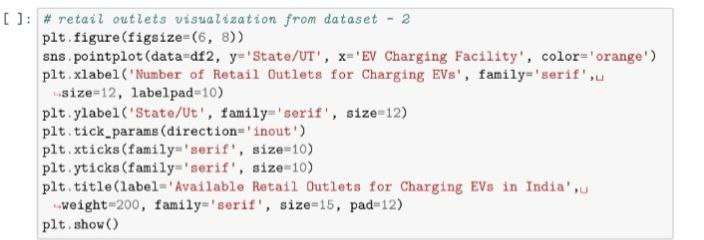 [ ]: # retail outlets visualization from dataset - 2
plt.figure(figsize=(6, 8))
sns.pointplot(data=df2, y='State/UT', x='EV Charging Facility', color='orange')
plt.xlabel('Number of Retail Outlets for Charging EVs', family='serif',␣
↪size=12, labelpad=10)
plt.ylabel('State/Ut', family='serif', size=12)
plt.tick_params(direction='inout')
plt.xticks(family='serif', size=10)
plt.yticks(family='serif', size=10)
plt.title(label='Available Retail Outlets for Charging EVs in India',␣
↪weight=200, family='serif', size=15, pad=12)
plt.show()